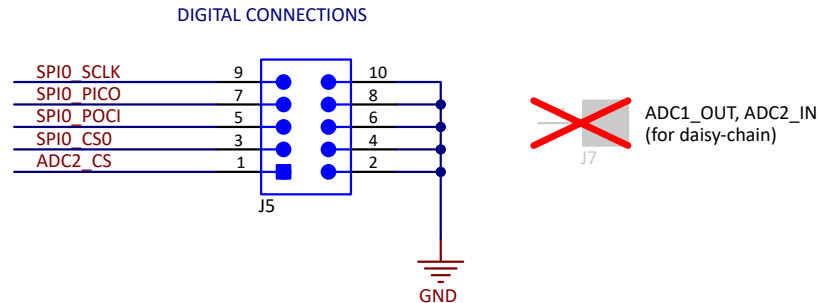 DIGITAL CONNECTIONS
SPI0_SCLK 9 10
SPI0_PICO 7 8
SPI0_POCI 5 6
SPI0_CS0 3 4
ADC2_CS 1 2
J5
GND
ADC1_OUT, ADC2_IN
(for daisy-chain)
J7